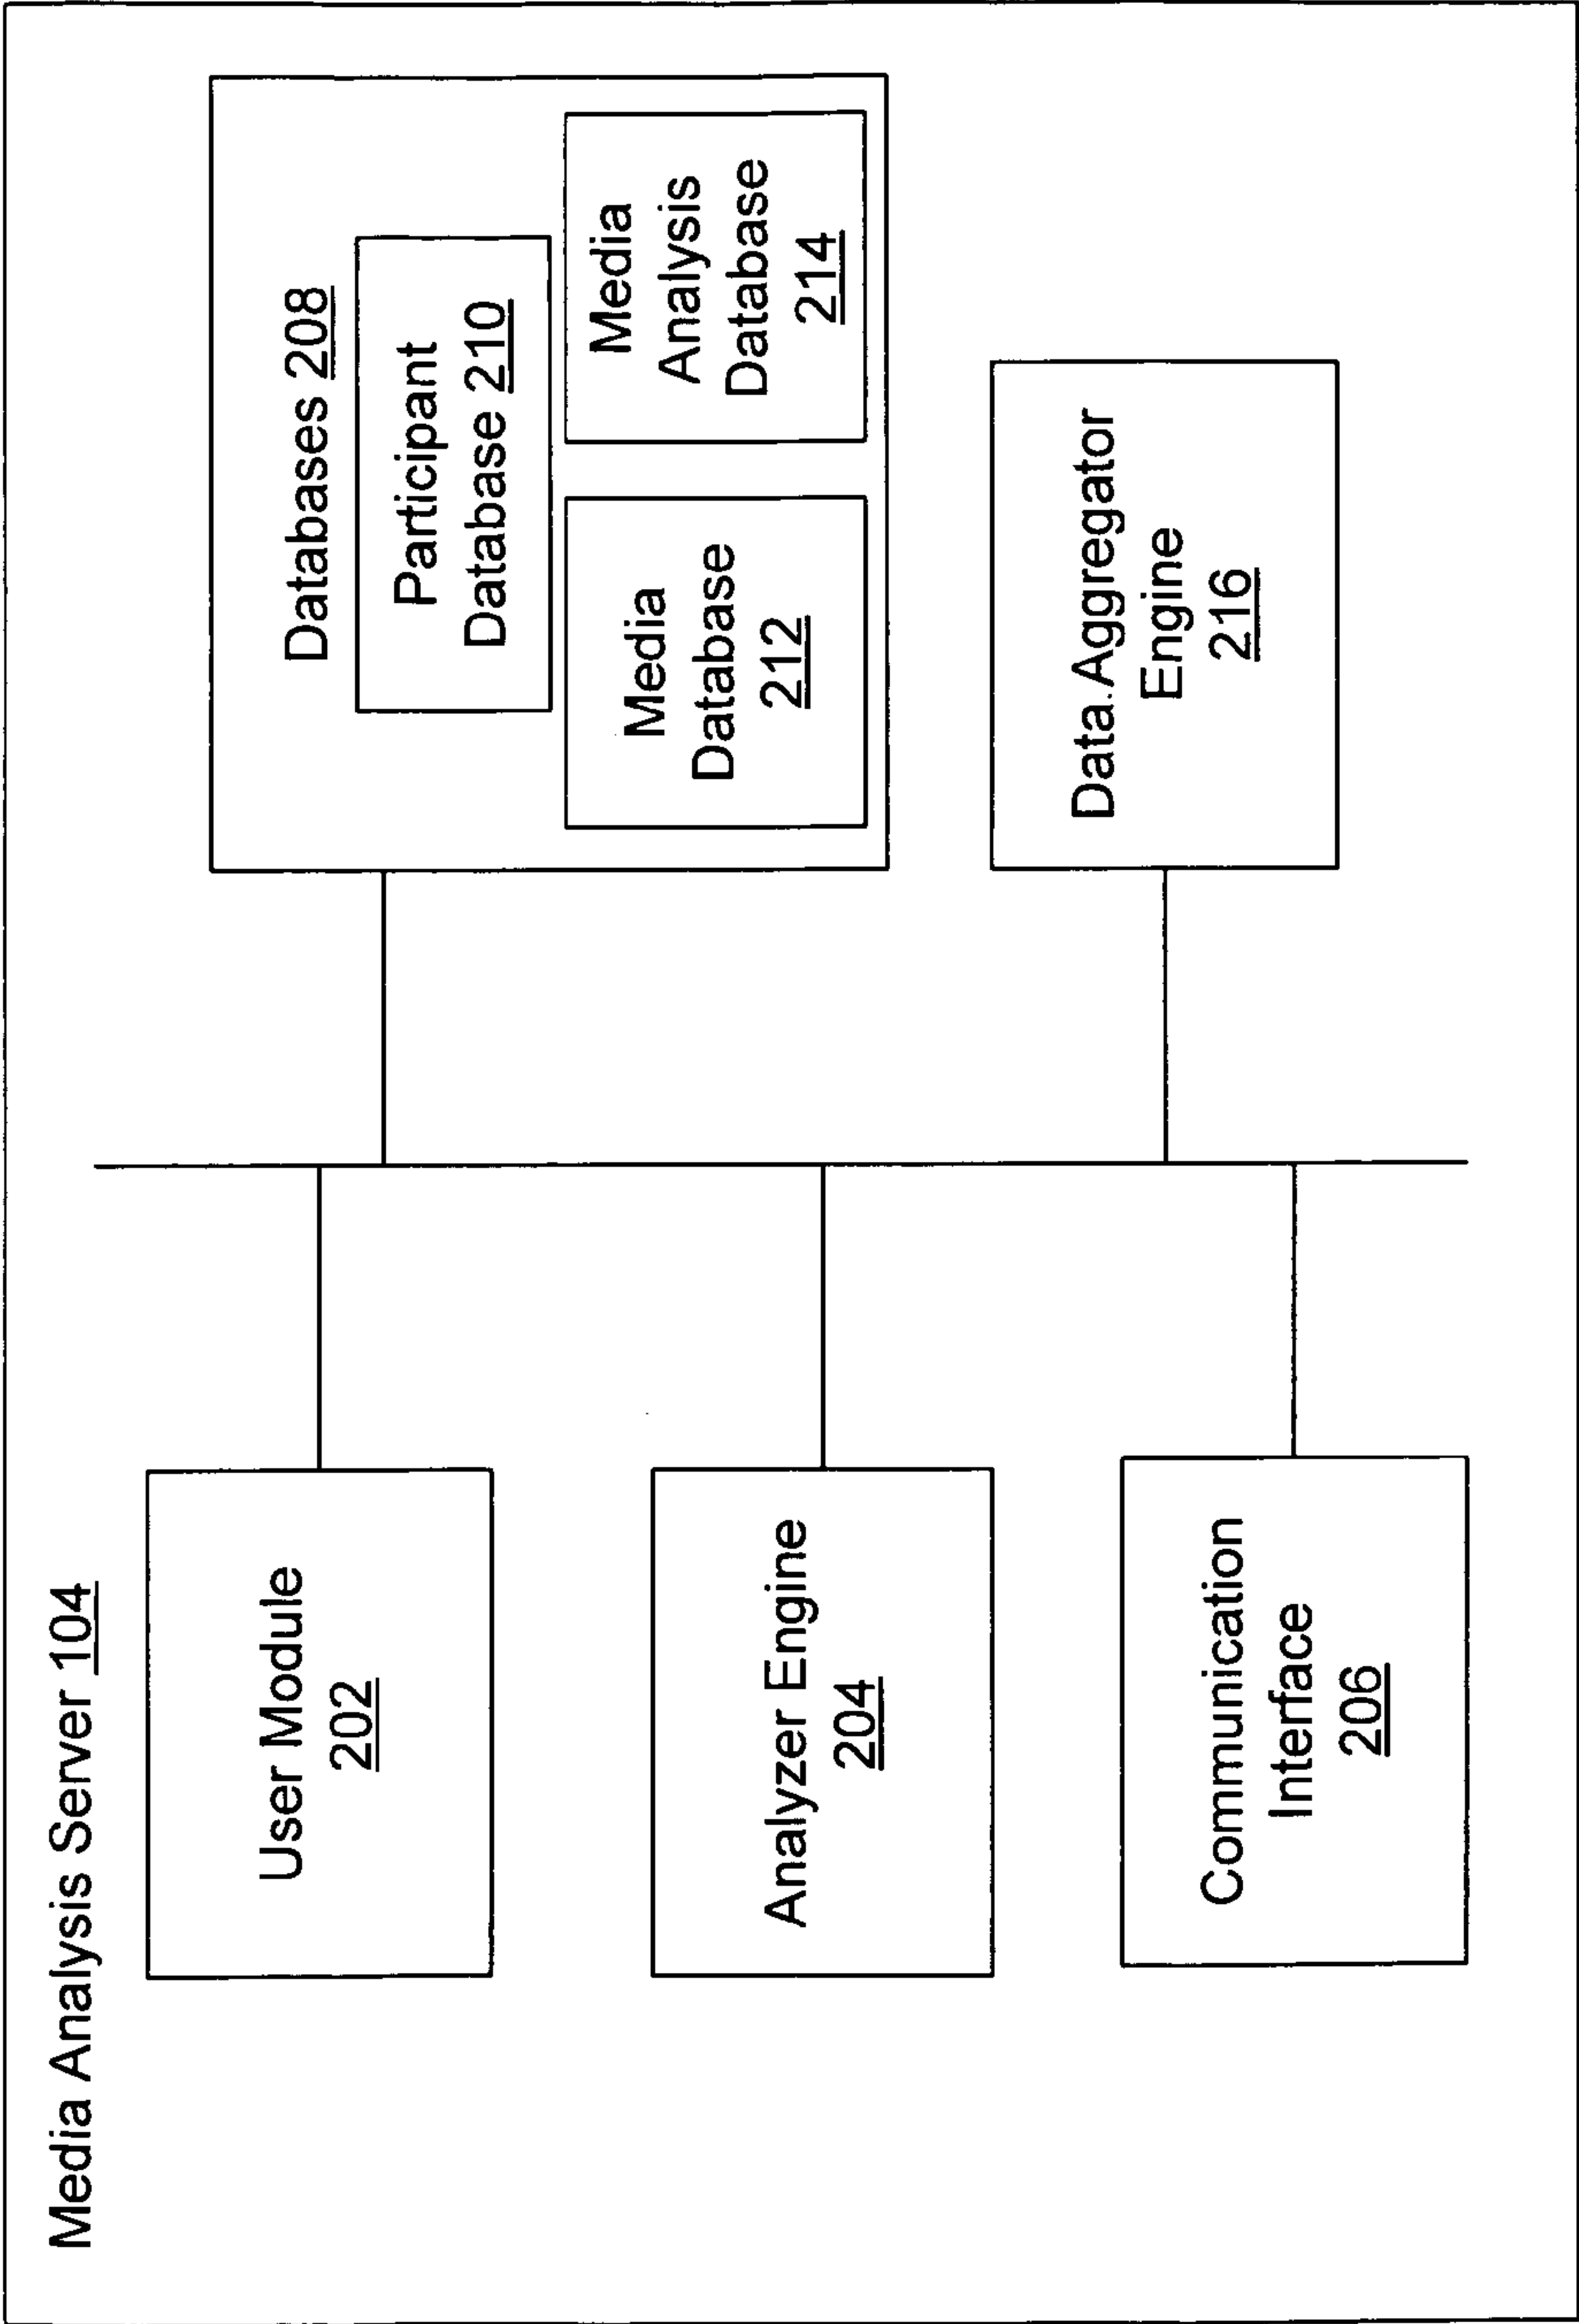 Media Analysis Server 104
User Module
202
Analyzer Engine
204
Communication
Interface
206
Databases 208
Participant
Database 210
Media
Database
212
Media
Analysis
Database
214
Data Aggregator
Engine
216